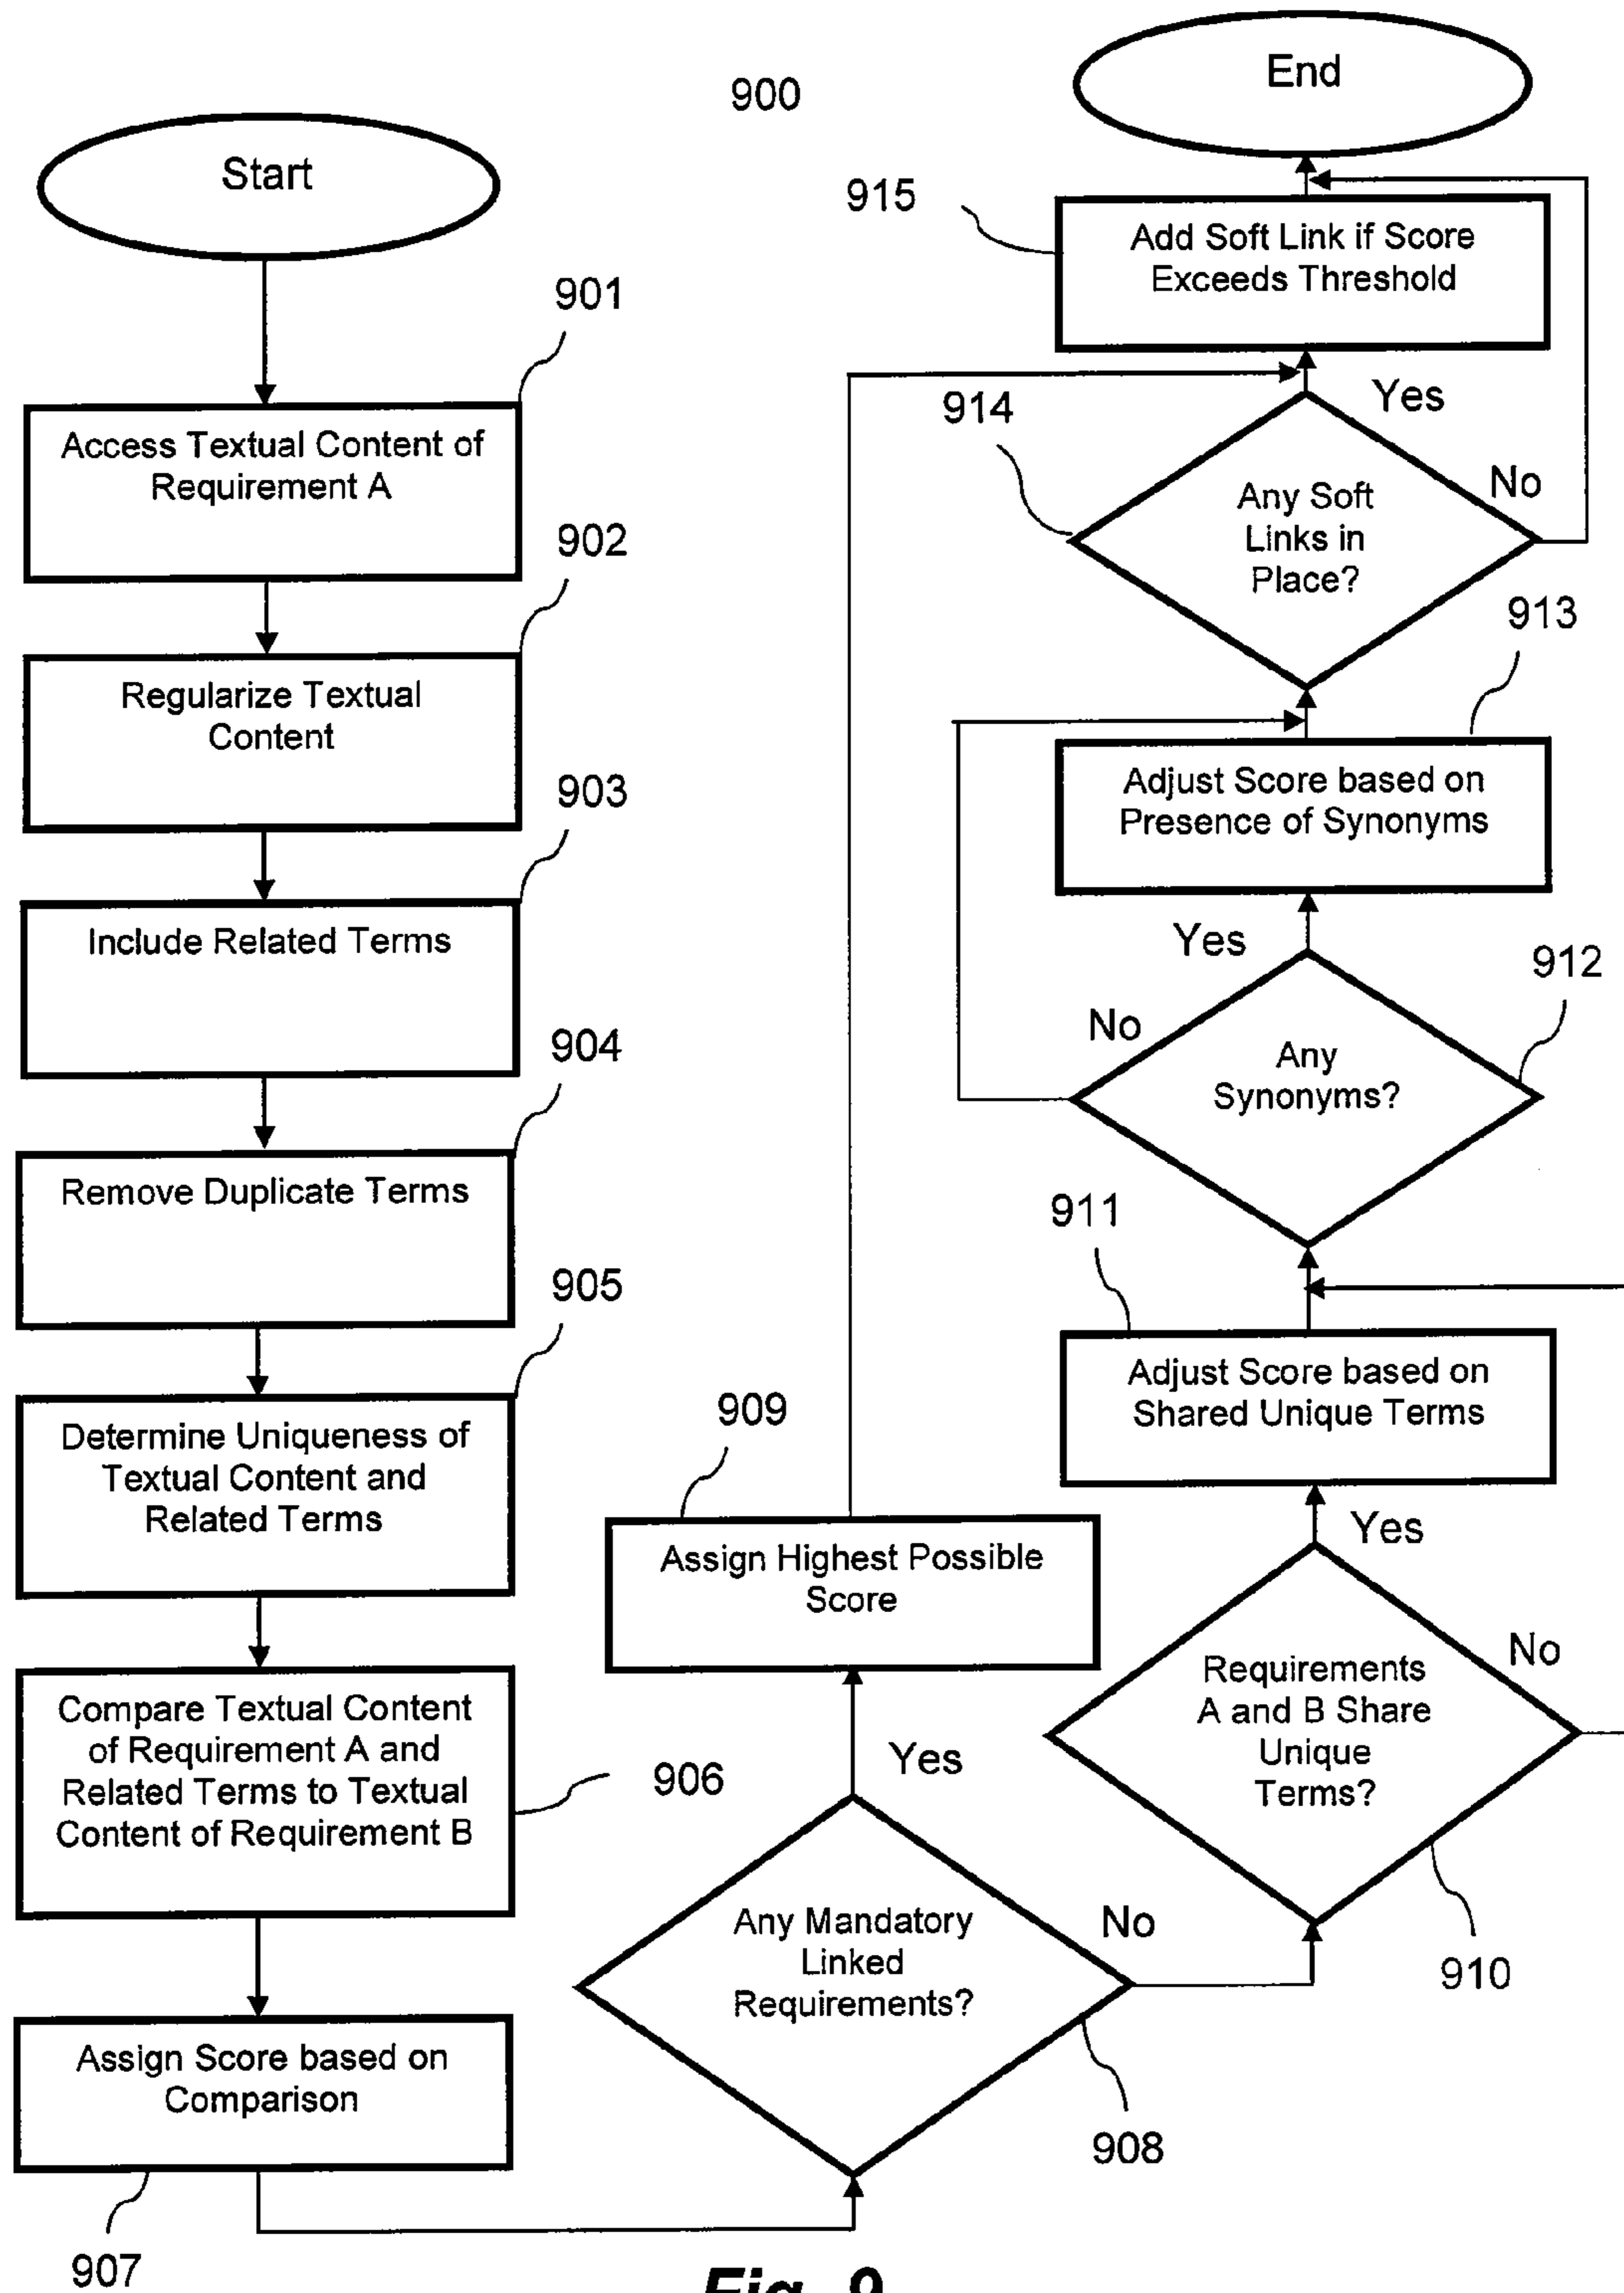 900
Start
901
Access Textual Content of
Requirement A
902
Regularize Textual
Content
903
Include Related Terms
904
Remove Duplicate Terms
905
Determine Uniqueness of
Textual Content and
Related Terms
906
Compare Textual Content
of Requirement A and
Related Terms to Textual
Content of Requirement B
Assign Score based on
Comparison
907
Any Mandatory
Linked
Requirements?
908
Yes
No
909
Assign Highest Possible
Score
Requirements
A and B Share
Unique
Terms?
910
Yes
No
911
Adjust Score based on
Shared Unique Terms
Any
Synonyms?
912
Yes
No
913
Adjust Score based on
Presence of Synonyms
914
Any Soft
Links in
Place?
Yes
No
915
Add Soft Link if Score
Exceeds Threshold
End
Fig. 9